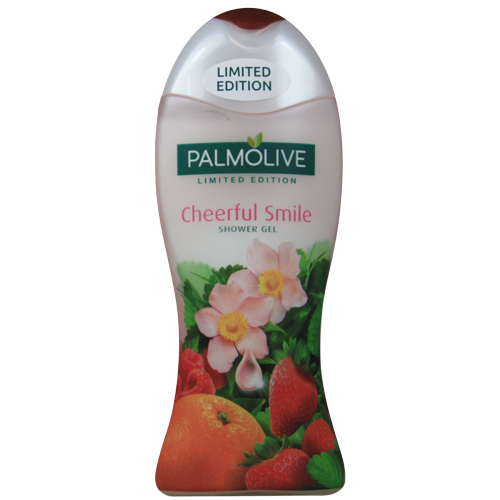 LIMITED
EDITION
PALMOLIVE
LIMITED EDITION
Cheerful Smile
SHOWER GEL